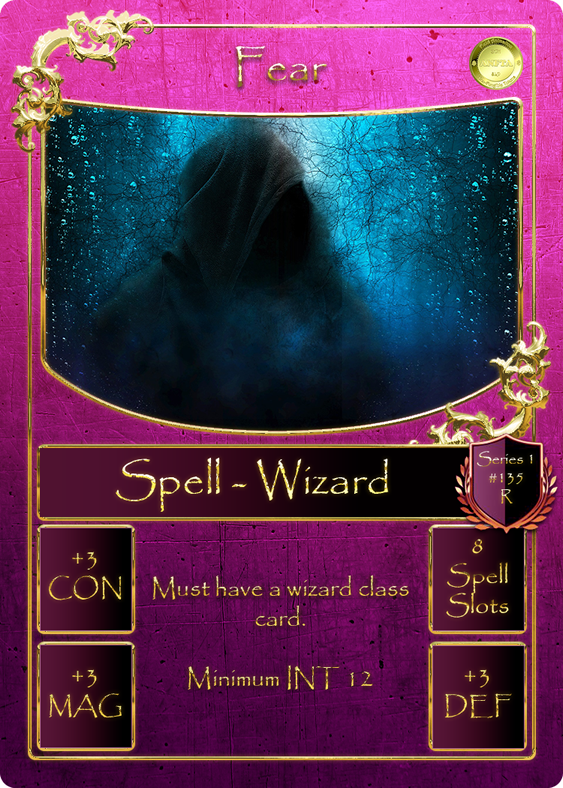 Fear
Spell - Wizard
Series 1
#135
R
+3
CON
Must have a wizard class
card.
8
Spell
Slots
+3
MAG
Minimum INT 12
+3
DEF